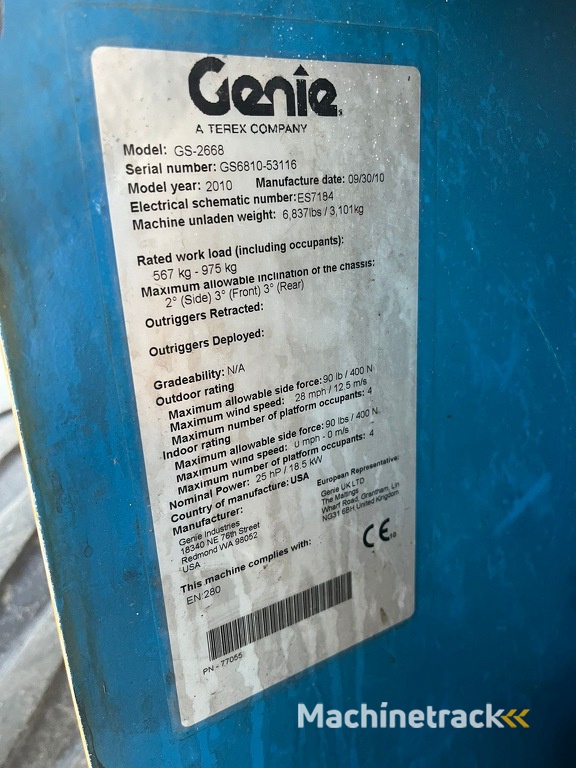 Genie
A TEREX COMPANY
Model: GS-2668
Serial number: GS6810-53116
Model year: 2010 Manufacture date: 09/30/10
Electrical schematic number: ES7184
Machine unladen weight: 6,837lbs / 3,101kg
Rated work load (including occupants):
567 kg - 975 kg
Maximum allowable inclination of the chassis:
2° (Side) 3° (Front) 3° (Rear)
Outriggers Retracted:
Outriggers Deployed:
Gradeability: N/A
Outdoor rating
Maximum allowable side force: 90 lb / 400 N
Maximum wind speed: 28 mph / 12.5 m/s
Maximum number of platform occupants: 4
Indoor rating
Maximum allowable side force: 90 lbs / 400 N
Maximum wind speed: 0 mph - 0 m/s
Maximum number of platform occupants: 4
Nominal Power: 25 hP / 18.5 kW
Country of manufacture: USA
Manufacturer:
Genie Industries
18340 NE 76th Street
Redmond WA 98052
USA
European Representative:
Genie UK LTD
The Maltings
Wharf Road, Grantham, Lin
NG31 6BH United Kingdom
CE 10
This machine complies with:
EN 280
PN - 77055
Machinetrack